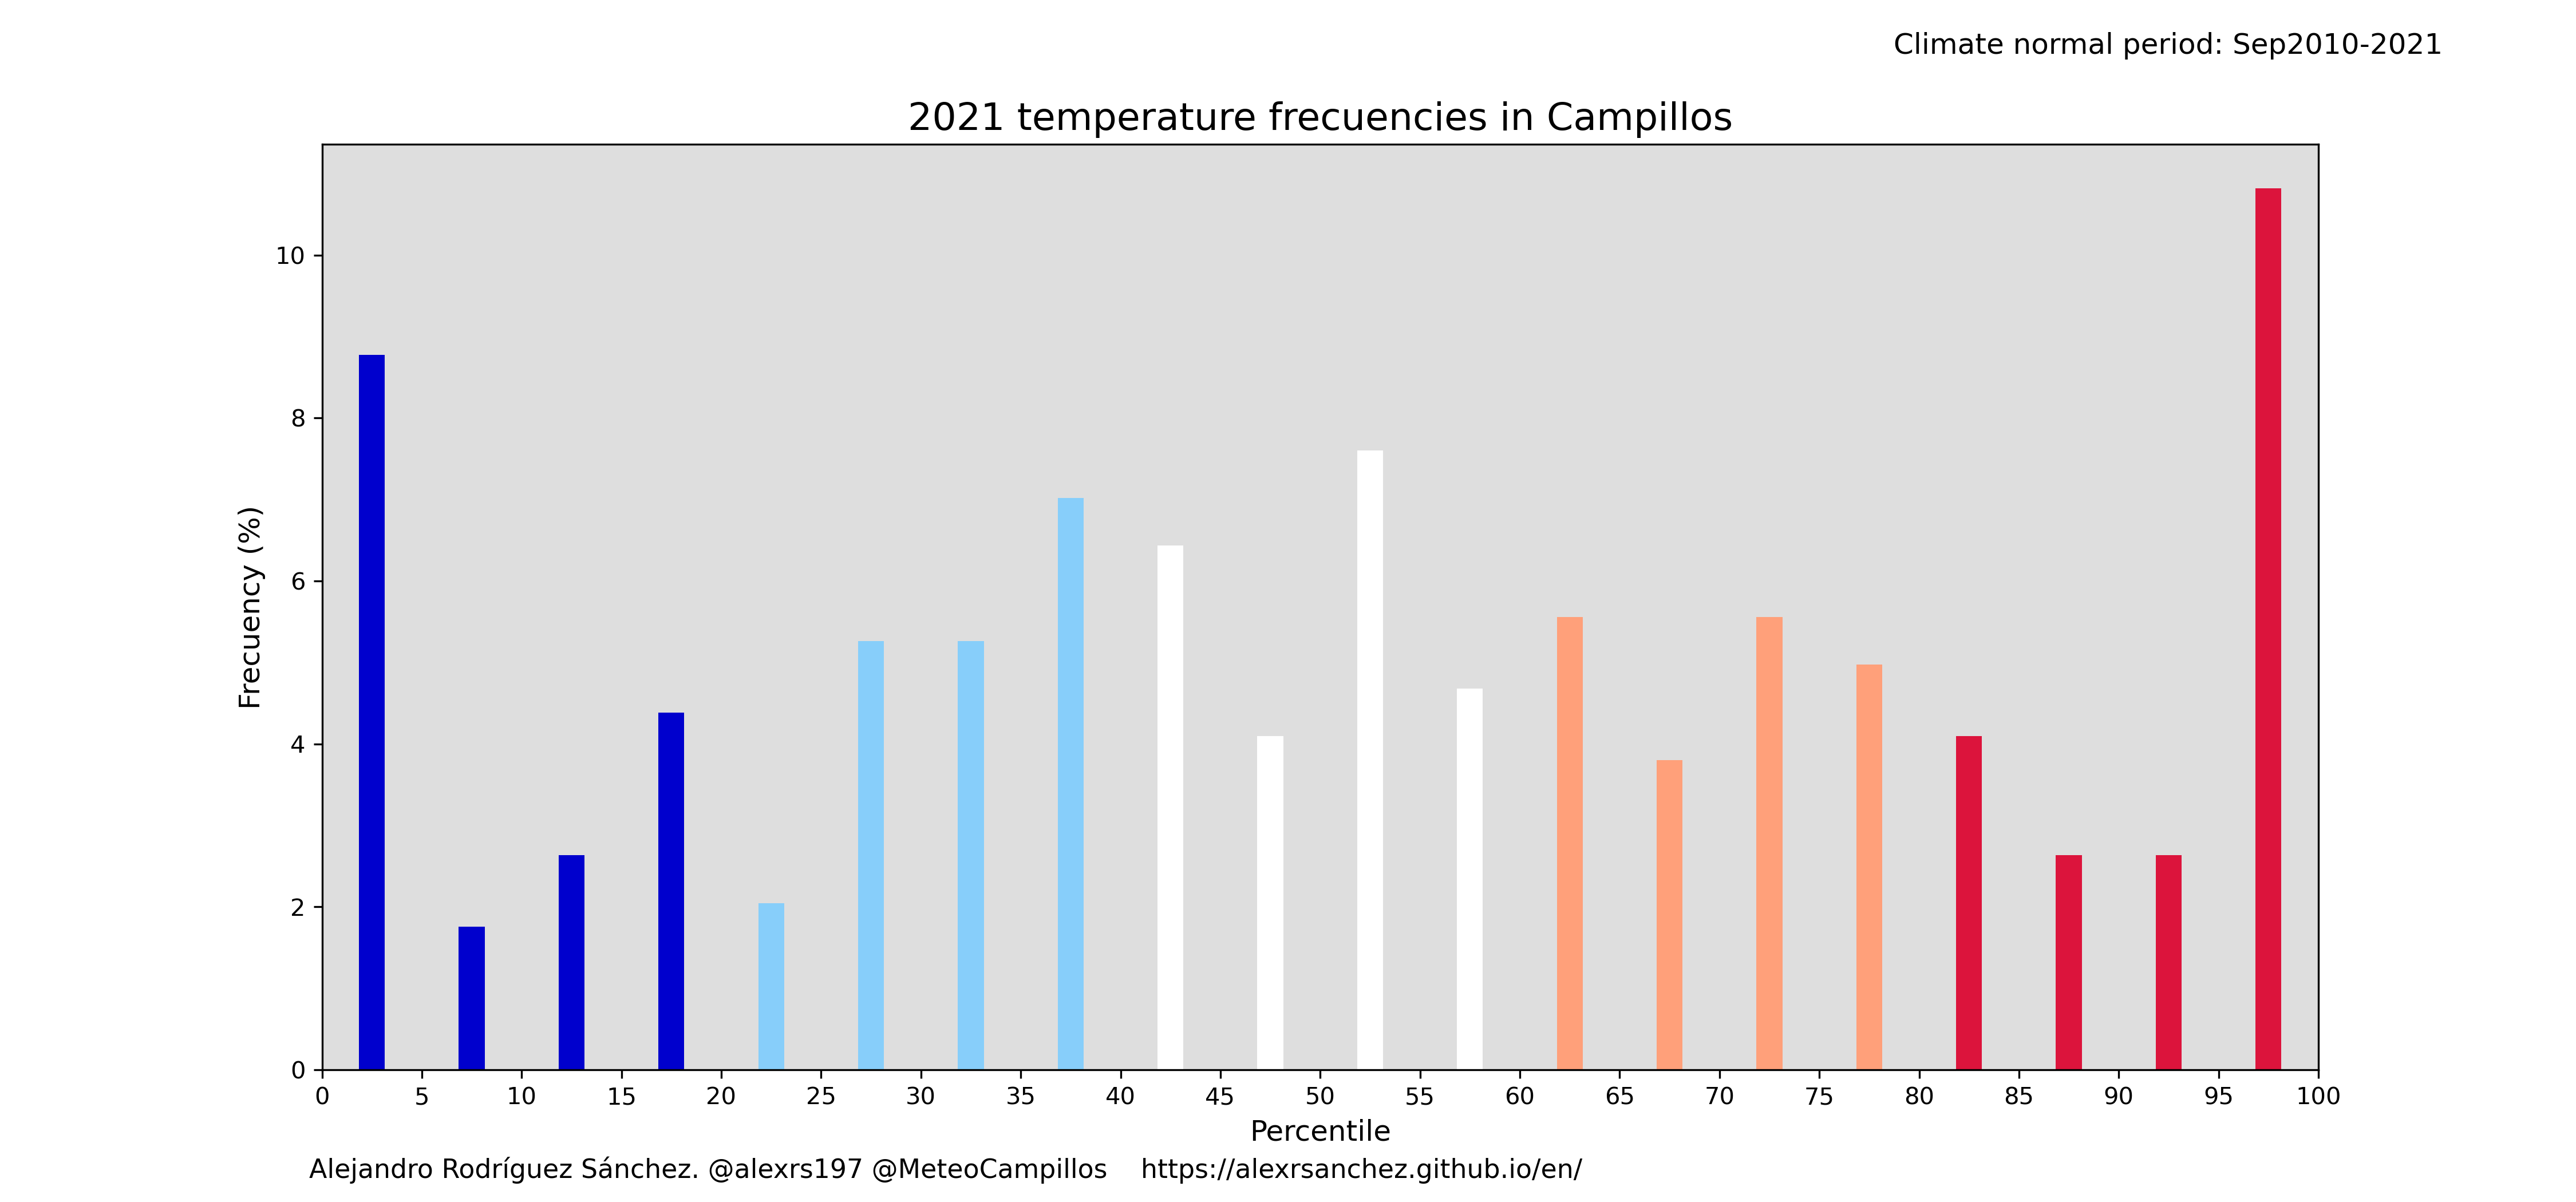 Climate normal period: Sep2010-2021
2021 temperature frecuencies in Campillos
Frecuency (%)
10
8
6
4
2
0
0 5 10 15 20 25 30 35 40 45 50 55 60 65 70 75 80 85 90 95 100
Percentile
Alejandro Rodríguez Sánchez. @alexrs197 @MeteoCampillos https://alexrsanchez.github.io/en/